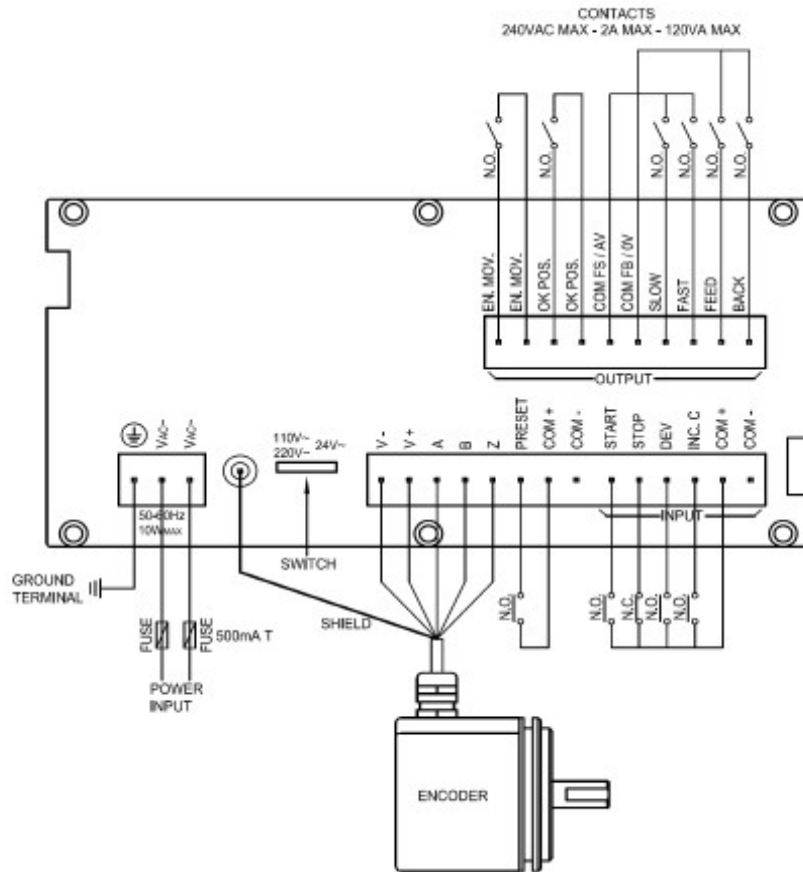 CONTACTS
240VAC MAX - 2A MAX - 120VA MAX
N.O.
N.O.
N.O.
N.O.
N.O.
N.O.
EN. MOV.
EN. MOV.
OK POS.
OK POS.
COM FS / AV
COM FB / 0V
SLOW
FAST
FEED
BACK
OUTPUT
VAC~
VAC~
110V~
220V~
24V~
V -
V +
A
B
Z
PRESET
COM +
COM -
START
STOP
DEV
INC. C
COM +
COM -
50-60Hz
10WMAX
INPUT
SWITCH
GROUND
TERMINAL
SHIELD
N.O.
N.O.
N.C.
N.O.
N.O.
FUSE
FUSE
500mA T
POWER
INPUT
ENCODER